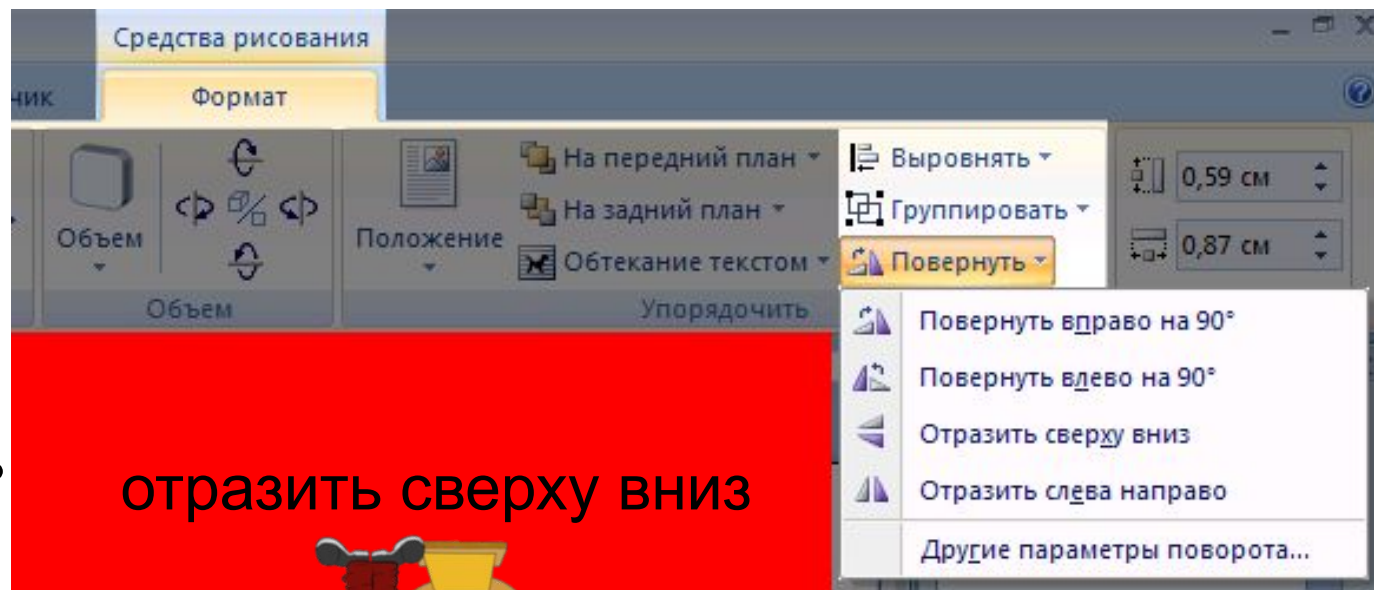 Средства рисования
Формат
На передний план
Выровнять
0,59 см
На задний план
Группировать
Объем
Положение
Обтекание текстом
Повернуть
0,87 см
Объем
Упорядочить
Повернуть вправо на 90°
Повернуть влево на 90°
Отразить сверху вниз
Отразить слева направо
Другие параметры поворота...
отразить сверху вниз